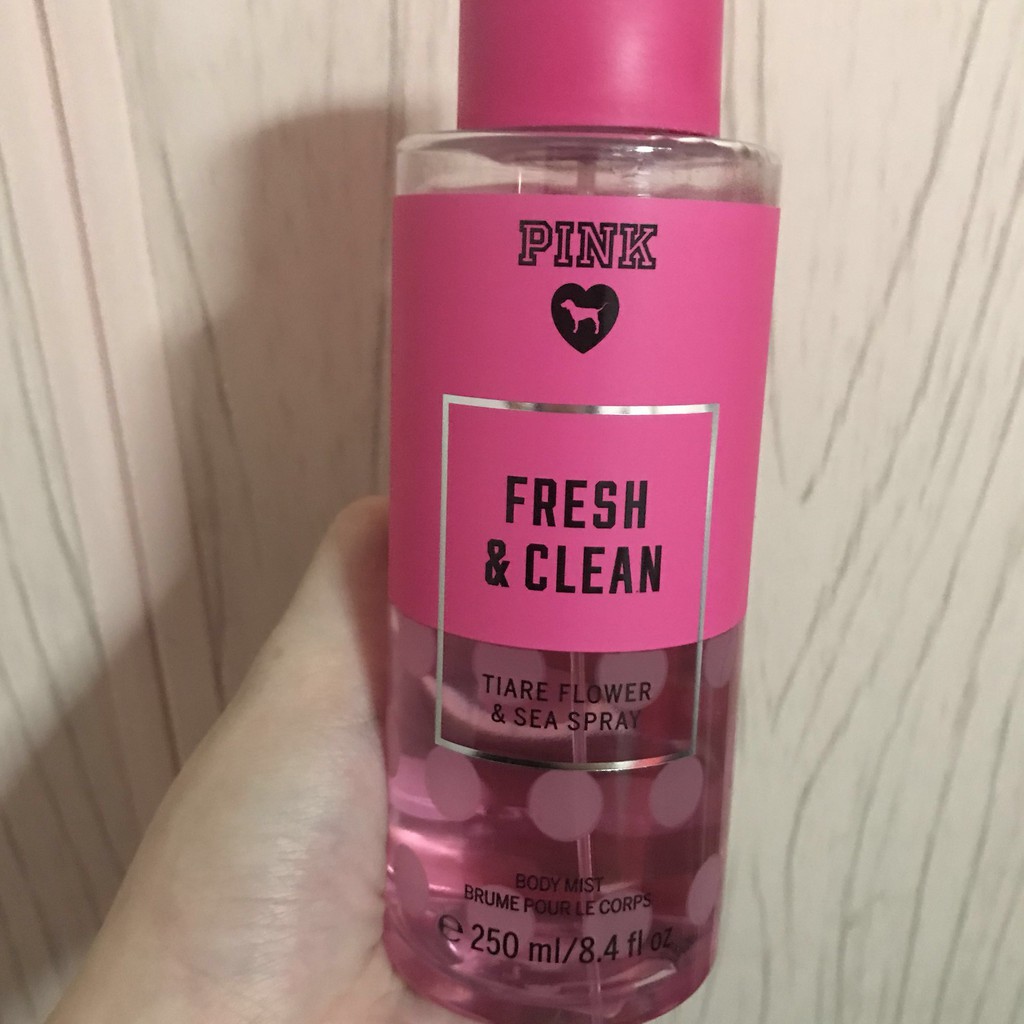 PINK
FRESH
& CLEAN
TIARE FLOWER
& SEA SPRAY
BODY MIST
BRUME POUR LE CORPS
℮ 250 ml/8.4 fl oz